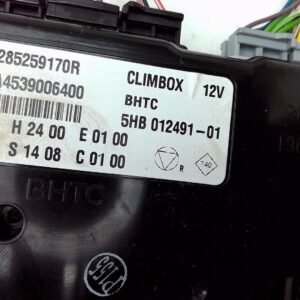 285259170R
A4539006400
CLIMBOX 12V
BHTC
H 24 00 E 01 00
5HB 012491-01
S 14 08 C 01 00
R
BHTC